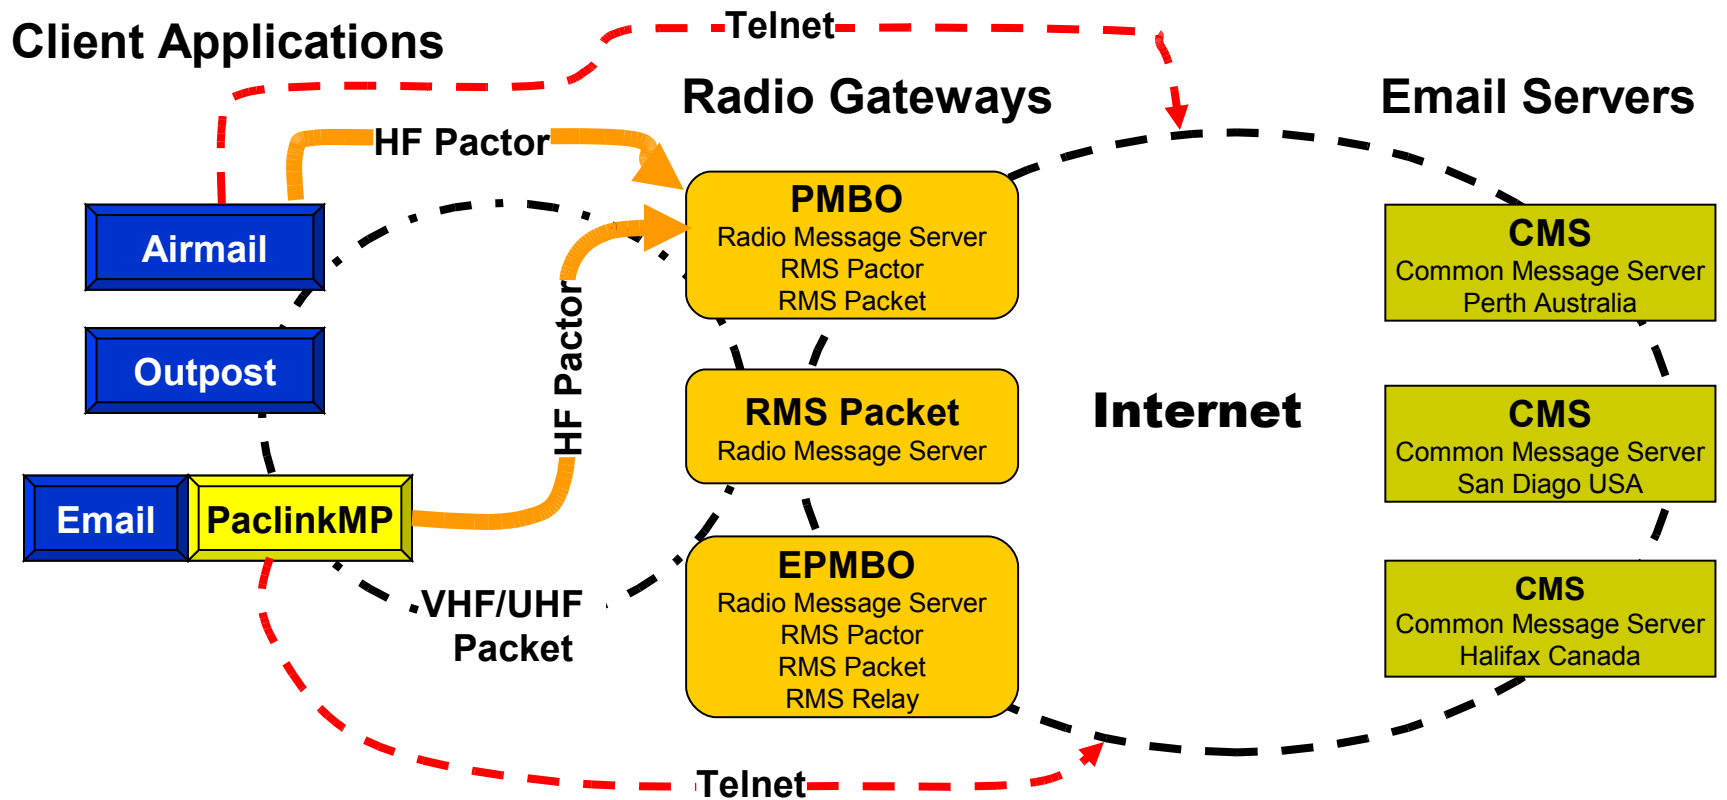 Client Applications
Telnet
Radio Gateways
Email Servers
HF Pactor
Airmail
Outpost
Email
PaclinkMP
HF Pactor
VHF/UHF
Packet
PMBO
Radio Message Server
RMS Pactor
RMS Packet
RMS Packet
Radio Message Server
EPMBO
Radio Message Server
RMS Pactor
RMS Packet
RMS Relay
Internet
CMS
Common Message Server
Perth Australia
CMS
Common Message Server
San Diago USA
CMS
Common Message Server
Halifax Canada
Telnet